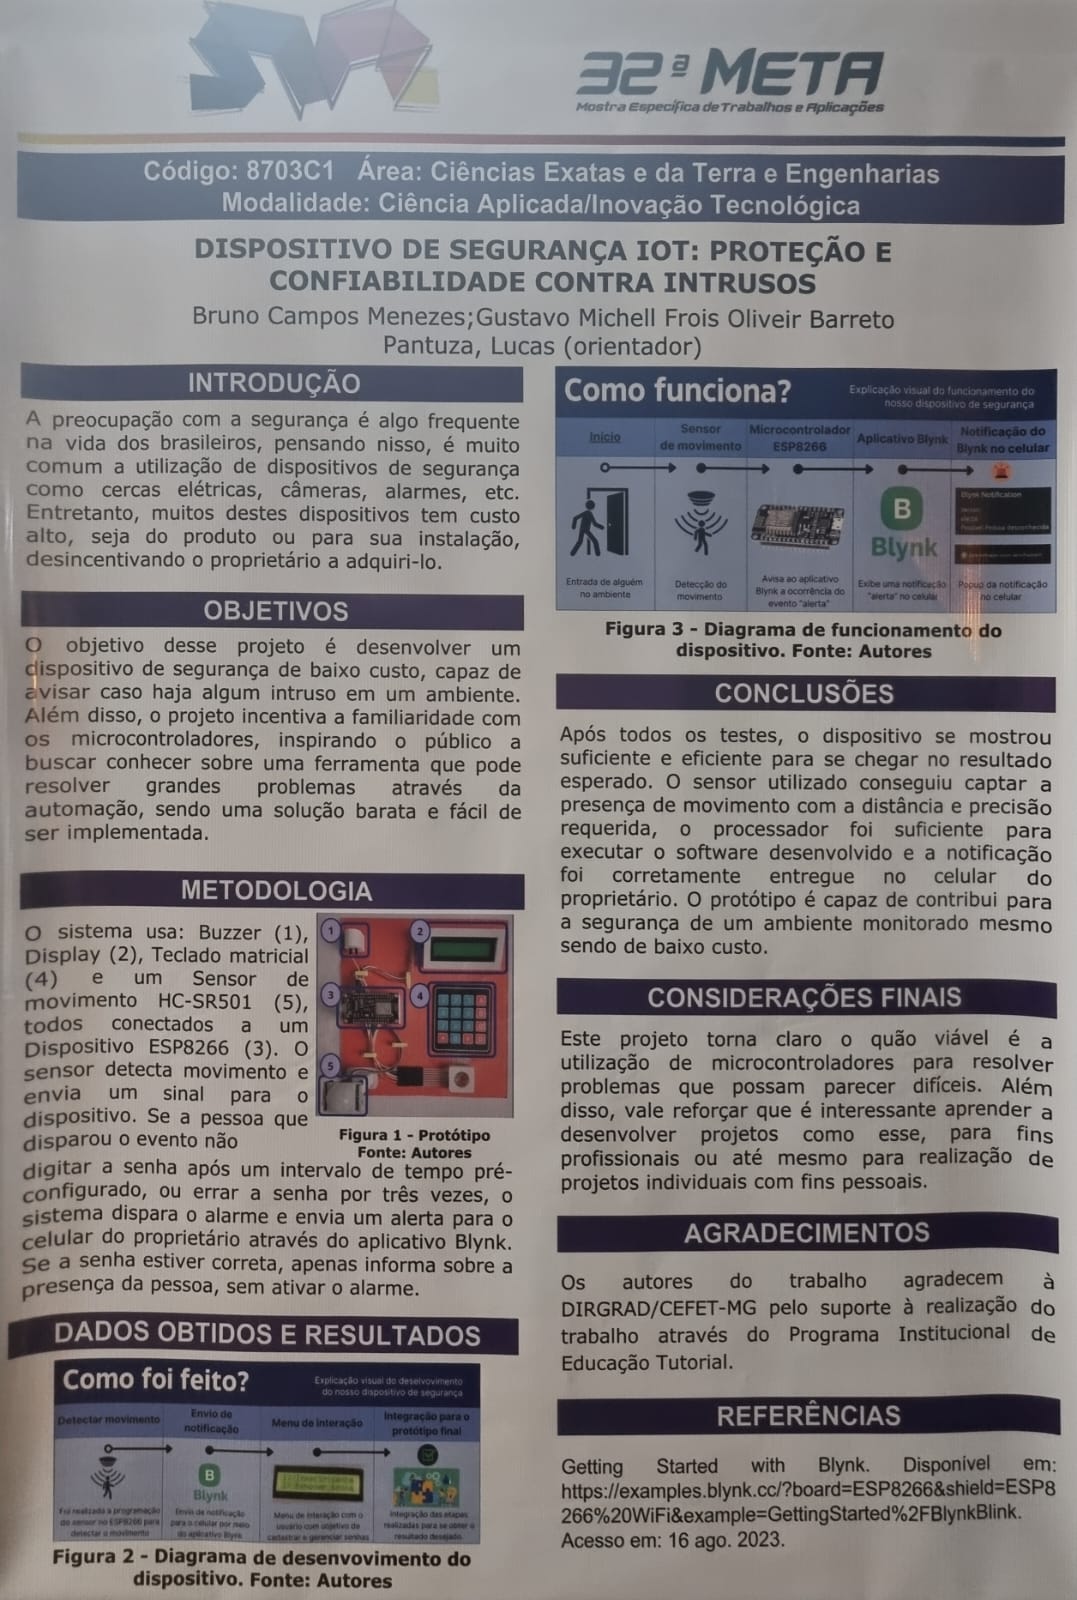 32ª META
Mostra Específica de Trabalhos e Aplicações
Código: 8703C1 Área: Ciências Exatas e da Terra e Engenharias
Modalidade: Ciência Aplicada/Inovação Tecnológica
DISPOSITIVO DE SEGURANÇA IOT: PROTEÇÃO E
CONFIABILIDADE CONTRA INTRUSOS
Bruno Campos Menezes;Gustavo Michell Frois Oliveir Barreto
Pantuza, Lucas (orientador)
INTRODUÇÃO
A preocupação com a segurança é algo frequente
na vida dos brasileiros, pensando nisso, é muito
comum a utilização de dispositivos de segurança
como cercas elétricas, câmeras, alarmes, etc.
Entretanto, muitos destes dispositivos tem custo
alto, seja do produto ou para sua instalação,
desincentivando o proprietário a adquiri-lo.
OBJETIVOS
O objetivo desse projeto é desenvolver um
dispositivo de segurança de baixo custo, capaz de
avisar caso haja algum intruso em um ambiente.
Além disso, o projeto incentiva a familiaridade com
os microcontroladores, inspirando o público a
buscar conhecer sobre uma ferramenta que pode
resolver grandes problemas através da
automação, sendo uma solução barata e fácil de
ser implementada.
METODOLOGIA
O sistema usa: Buzzer (1),
Display (2), Teclado matricial
(4) e um Sensor de
movimento HC-SR501 (5),
todos conectados a um
Dispositivo ESP8266 (3). O
sensor detecta movimento e
envia um sinal para o
dispositivo. Se a pessoa que
disparou o evento não
1
2
3
4
5
Figura 1 - Protótipo
Fonte: Autores
digitar a senha após um intervalo de tempo pré-
configurado, ou errar a senha por três vezes, o
sistema dispara o alarme e envia um alerta para o
celular do proprietário através do aplicativo Blynk.
Se a senha estiver correta, apenas informa sobre a
presença da pessoa, sem ativar o alarme.
DADOS OBTIDOS E RESULTADOS
Como foi feito?
Explicação visual do deselvovimento
do nosso dispositivo de segurança
Detectar movimento
Envio de
notificação
Menu de interação
Integração para o
protótipo final
B
Blynk
Foi realizada a programação
do sensor no ESP8266 para
detectar o movimento
Envio de notificação
para o celular por meio
do aplicativo Blynk
Menu de interação com o
usuário com objetivo de
cadastrar e gerenciar senhas
Integração das etapas
realizadas para se obter o
resultado desejado.
Figura 2 - Diagrama de desenvovimento do
dispositivo. Fonte: Autores
Como funciona?
Explicação visual do funcionamento do
nosso dispositivo de segurança
Início
Sensor
de movimento
Microcontrolador
ESP8266
Aplicativo Blynk
Notificação do
Blynk no celular
B
Blynk
Blynk Notification
Entrada de alguém
no ambiente
Detecção do
movimento
Avisa ao aplicativo
Blynk a ocorrência do
evento "alerta"
Exibe uma notificação
"alerta" no celular
Popup da notificação
no celular
Figura 3 - Diagrama de funcionamento do
dispositivo. Fonte: Autores
CONCLUSÕES
Após todos os testes, o dispositivo se mostrou
suficiente e eficiente para se chegar no resultado
esperado. O sensor utilizado conseguiu captar a
presença de movimento com a distância e precisão
requerida, o processador foi suficiente para
executar o software desenvolvido e a notificação
foi corretamente entregue no celular do
proprietário. O protótipo é capaz de contribui para
a segurança de um ambiente monitorado mesmo
sendo de baixo custo.
CONSIDERAÇÕES FINAIS
Este projeto torna claro o quão viável é a
utilização de microcontroladores para resolver
problemas que possam parecer difíceis. Além
disso, vale reforçar que é interessante aprender a
desenvolver projetos como esse, para fins
profissionais ou até mesmo para realização de
projetos individuais com fins pessoais.
AGRADECIMENTOS
Os autores do trabalho agradecem à
DIRGRAD/CEFET-MG pelo suporte à realização do
trabalho através do Programa Institucional de
Educação Tutorial.
REFERÊNCIAS
Getting Started with Blynk. Disponível em:
https://examples.blynk.cc/?board=ESP8266&shield=ESP8
266%20WiFi&example=GettingStarted%2FBlynkBlink.
Acesso em: 16 ago. 2023.